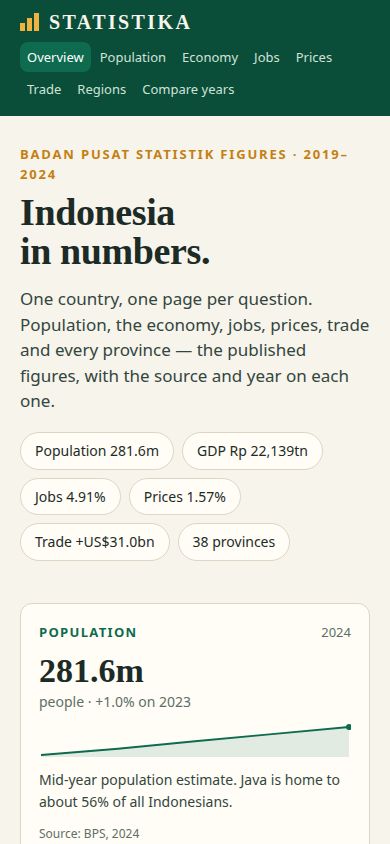 STATISTIKA
Overview Population Economy Jobs Prices
Trade Regions Compare years
BADAN PUSAT STATISTIK FIGURES · 2019–
2024
Indonesia
in numbers.
One country, one page per question.
Population, the economy, jobs, prices, trade
and every province — the published
figures, with the source and year on each
one.
Population 281.6m GDP Rp 22,139tn
Jobs 4.91% Prices 1.57%
Trade +US$31.0bn 38 provinces
POPULATION 2024
281.6m
people · +1.0% on 2023
Mid-year population estimate. Java is home to
about 56% of all Indonesians.
Source: BPS, 2024